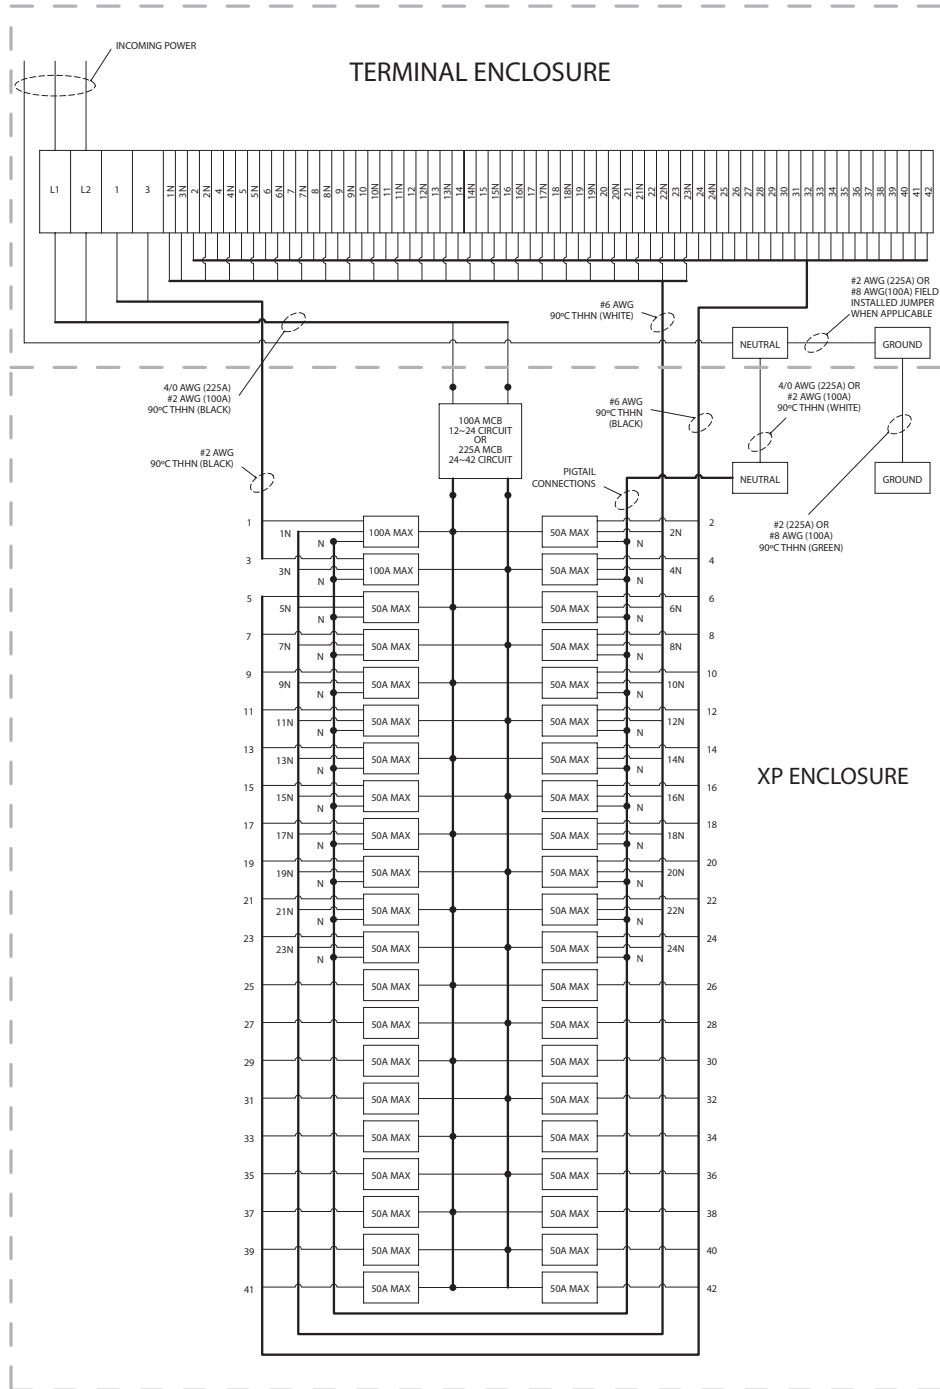 INCOMING POWER
TERMINAL ENCLOSURE
L1 L2 1 3 1N 3N 2 2N 4 4N 5 5N 6 6N 7 7N 8 8N 9 9N 10 10N 11 11N 12 12N 13 13N 14 14N 15 15N 16 16N 17 17N 18 18N 19 19N 20 20N 21 21N 22 22N 23 23N 24 24N 25 26 27 28 29 30 31 32 33 34 35 36 37 38 39 40 41 42
#2 AWG (225A) OR
#8 AWG(100A) FIELD
INSTALLED JUMPER
WHEN APPLICABLE
#6 AWG
90ºC THHN (WHITE)
NEUTRAL
GROUND
4/0 AWG (225A)
#2 AWG (100A)
90ºC THHN (BLACK)
#6 AWG
90ºC THHN
(BLACK)
4/0 AWG (225A) OR
#2 AWG (100A)
90ºC THHN (WHITE)
100A MCB
12~24 CIRCUIT
OR
225A MCB
24~42 CIRCUIT
#2 AWG
90ºC THHN (BLACK)
PIGTAIL
CONNECTIONS
NEUTRAL
GROUND
#2 (225A) OR
#8 AWG (100A)
90ºC THHN (GREEN)
1 1N N 100A MAX 50A MAX N 2N 2
3 3N N 100A MAX 50A MAX N 4N 4
5 5N N 50A MAX 50A MAX N 6N 6
7 7N N 50A MAX 50A MAX N 8N 8
9 9N N 50A MAX 50A MAX N 10N 10
11 11N N 50A MAX 50A MAX N 12N 12
13 13N N 50A MAX 50A MAX N 14N 14
XP ENCLOSURE
15 15N N 50A MAX 50A MAX N 16N 16
17 17N N 50A MAX 50A MAX N 18N 18
19 19N N 50A MAX 50A MAX N 20N 20
21 21N N 50A MAX 50A MAX N 22N 22
23 23N N 50A MAX 50A MAX N 24N 24
25 50A MAX 50A MAX 26
27 50A MAX 50A MAX 28
29 50A MAX 50A MAX 30
31 50A MAX 50A MAX 32
33 50A MAX 50A MAX 34
35 50A MAX 50A MAX 36
37 50A MAX 50A MAX 38
39 50A MAX 50A MAX 40
41 50A MAX 50A MAX 42